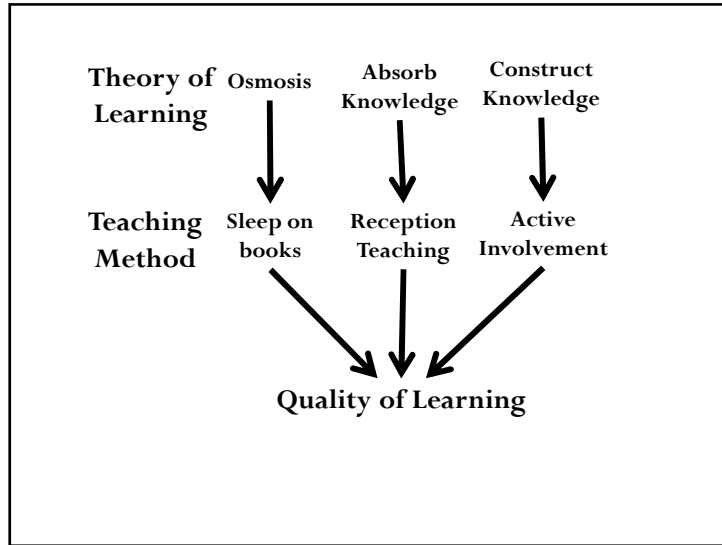 Theory of
Learning
Osmosis
Absorb
Knowledge
Construct
Knowledge
Teaching
Method
Sleep on
books
Reception
Teaching
Active
Involvement
Quality of Learning